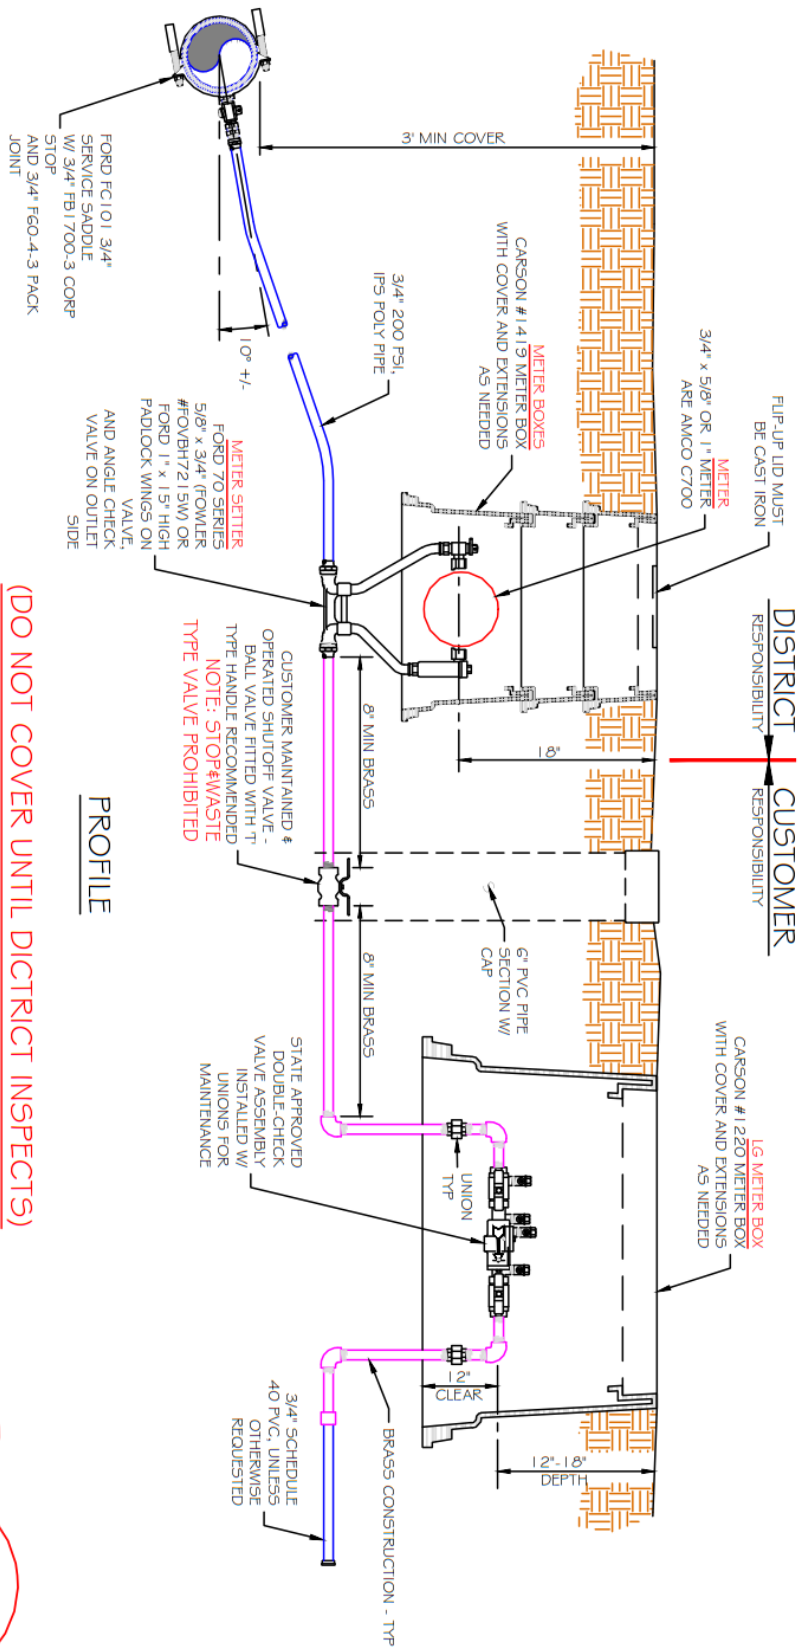 DISTRICT
RESPONSIBILITY
CUSTOMER
RESPONSIBILITY
FLIP-UP LID MUST
BE CAST IRON
METER
3/4" x 5/8" OR 1" METER
ARE AMCO C700
METER BOXES
CARSON #1419 METER BOX
WITH COVER AND EXTENSIONS
AS NEEDED
LG METER BOX
CARSON #1220 METER BOX
WITH COVER AND EXTENSIONS
AS NEEDED
3' MIN COVER
18"
6" PVC PIPE
SECTION W/
CAP
12"-18"
DEPTH
3/4" 200 PSI,
IPS POLY PIPE
10° +/-
8" MIN BRASS
8" MIN BRASS
UNION
TYP
12"
CLEAR
BRASS CONSTRUCTION - TYP
FORD FC101 3/4"
SERVICE SADDLE
W/ 3/4" FB1700-3 CORP
STOP
AND 3/4" F60-4-3 PACK
JOINT
METER SETTER
FORD 70 SERIES
5/8" x 3/4" (FOWLER
#FOVBH7215W) OR
FORD 1" x 15" HIGH
PADLOCK WINGS ON
VALVE,
AND ANGLE CHECK
VALVE ON OUTLET
SIDE
CUSTOMER MAINTAINED &
OPERATED SHUTOFF VALVE -
BALL VALVE FITTED WITH 'T'
TYPE HANDLE RECOMMENDED
NOTE: STOP&WASTE
TYPE VALVE PROHIBITED
STATE APPROVED
DOUBLE-CHECK
VALVE ASSEMBLY
INSTALLED W/
UNIONS FOR
MAINTENANCE
3/4" SCHEDULE
40 PVC, UNLESS
OTHERWISE
REQUESTED
PROFILE
(DO NOT COVER UNTIL DICTRICT INSPECTS)